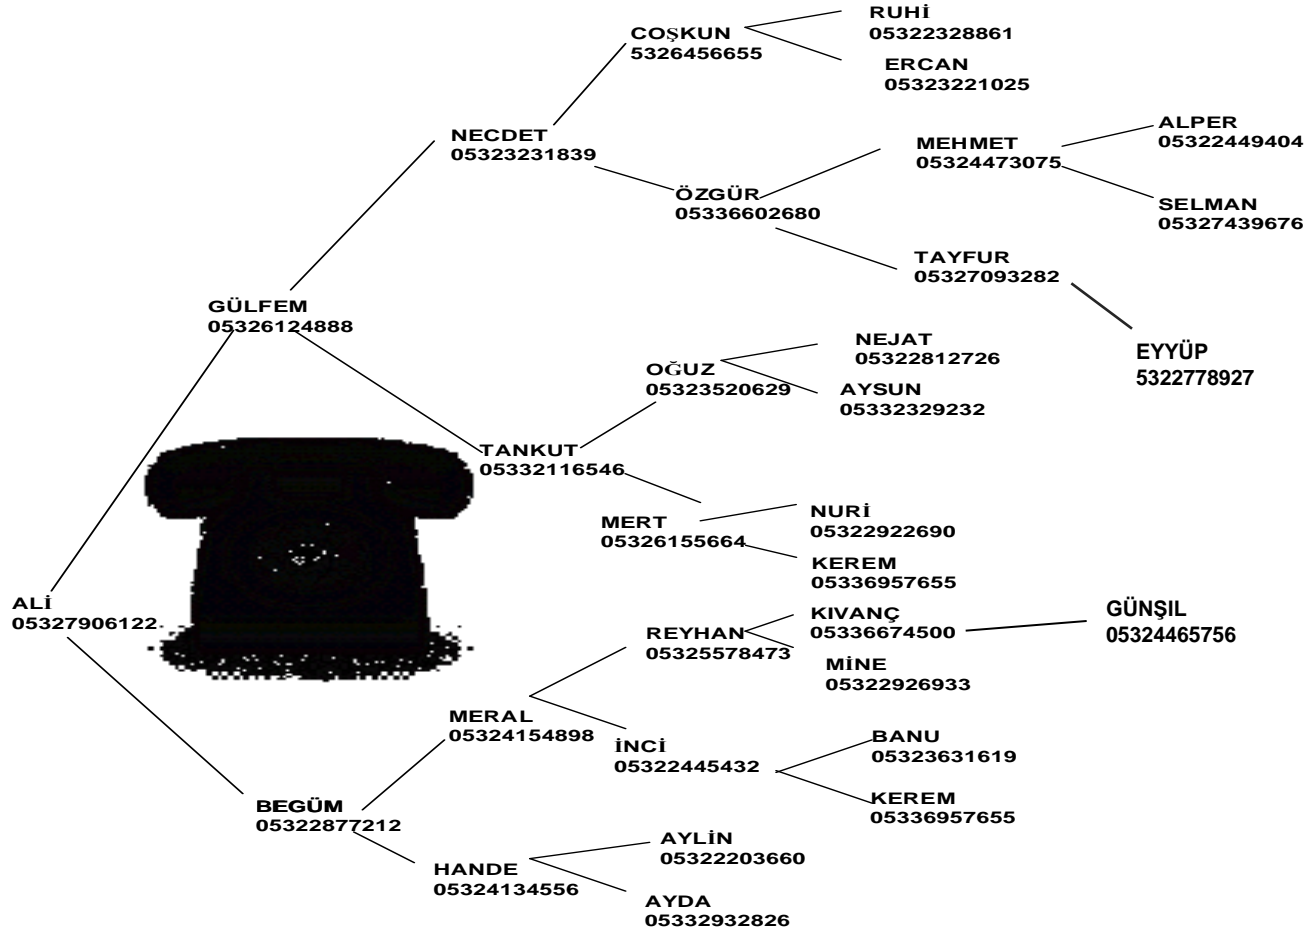 COŞKUN
5326456655
RUHİ
05322328861
ERCAN
05323221025
NECDET
05323231839
MEHMET
05324473075
ALPER
05322449404
ÖZGÜR
05336602680
SELMAN
05327439676
TAYFUR
05327093282
GÜLFEM
05326124888
EYYÜP
5322778927
NEJAT
05322812726
OĞUZ
05323520629
AYSUN
05332329232
TANKUT
05332116546
MERT
05326155664
NURİ
05322922690
KEREM
05336957655
ALİ
05327906122
KIVANÇ
05336674500
GÜNŞIL
05324465756
REYHAN
05325578473
MİNE
05322926933
MERAL
05324154898
İNCİ
05322445432
BANU
05323631619
KEREM
05336957655
BEGÜM
05322877212
AYLİN
05322203660
HANDE
05324134556
AYDA
05332932826